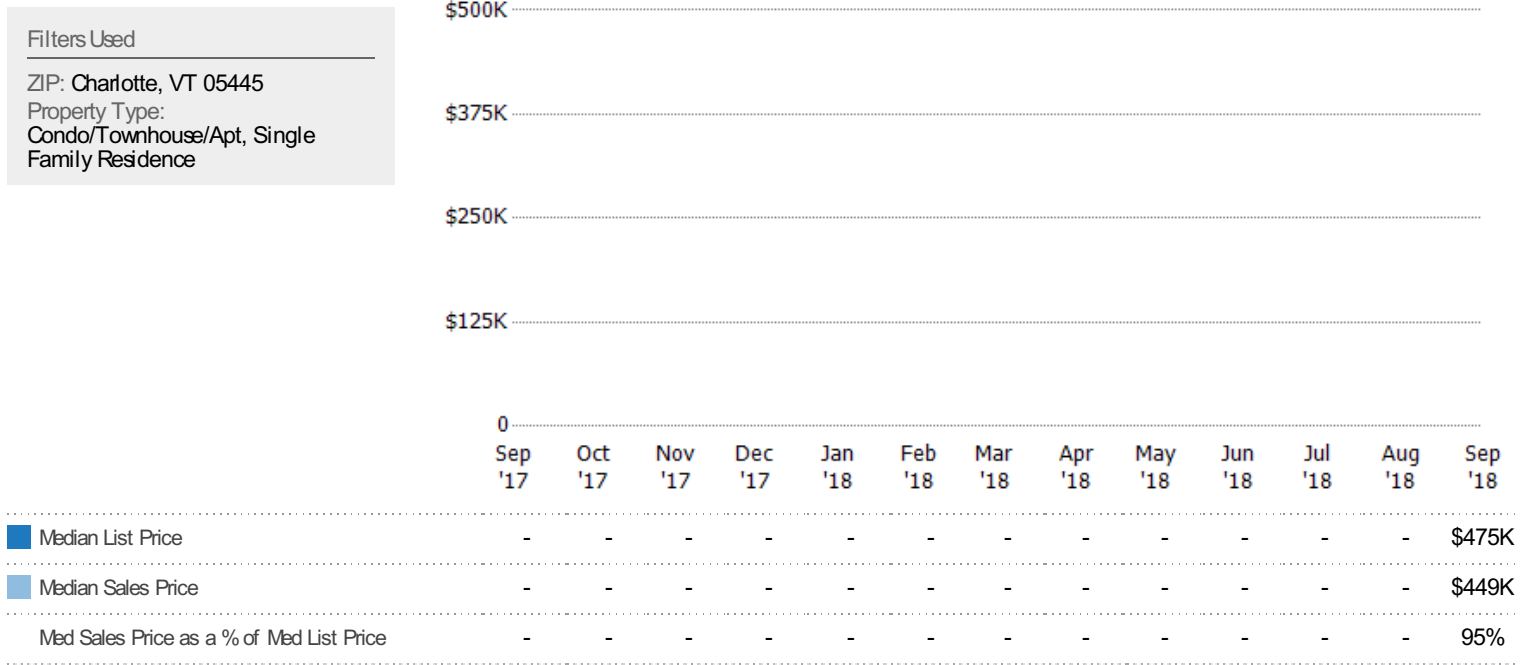 Filters Used
ZIP: Charlotte, VT 05445
Property Type:
Condo/Townhouse/Apt, Single
Family Residence
$500K
$375K
$250K
$125K
0
Sep Oct Nov Dec Jan Feb Mar Apr May Jun Jul Aug Sep
'17 '17 '17 '17 '18 '18 '18 '18 '18 '18 '18 '18 '18
Median List Price - - - - - - - - - - - - $475K
Median Sales Price - - - - - - - - - - - - $449K
Med Sales Price as a % of Med List Price - - - - - - - - - - - - 95%